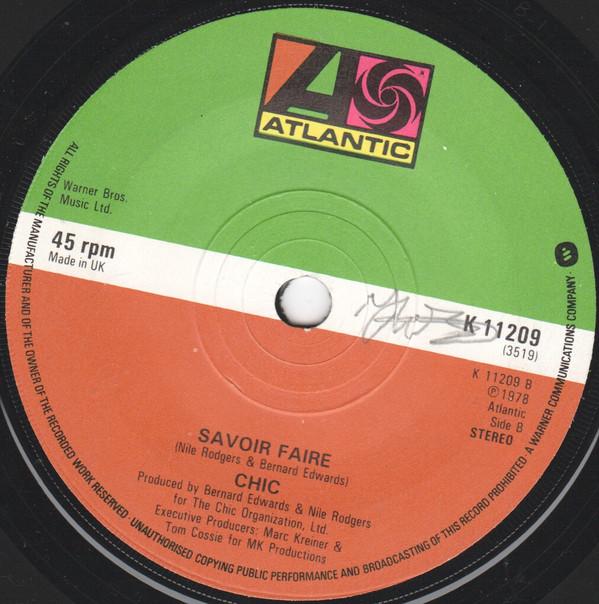 ATLANTIC
Warner Bros.
Music Ltd.
45 rpm
Made in UK
K 11209
(3519)
K 11209 B
Ⓟ 1978
Atlantic
Side B
STEREO
SAVOIR FAIRE
(Nile Rodgers & Bernard Edwards)
CHIC
Produced by Bernard Edwards & Nile Rodgers
for The Chic Organization, Ltd.
Executive Producers: Marc Kreiner &
Tom Cossie for MK Productions
ALL RIGHTS OF THE MANUFACTURER AND OF THE OWNER OF THE RECORDED WORK RESERVED. UNAUTHORISED COPYING PUBLIC PERFORMANCE AND BROADCASTING OF THIS RECORD PROHIBITED · A WARNER COMMUNICATIONS COMPANY ·